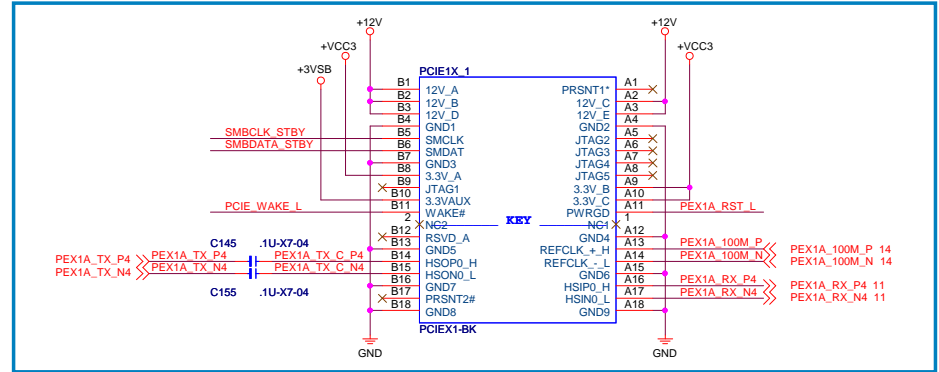 +12V +12V
+VCC3 +VCC3
+3VSB
PCIE1X_1
B1 12V_A PRSNT1* A1
B2 12V_B 12V_C A2
B3 12V_D 12V_E A3
B4 GND1 GND2 A4
SMBCLK_STBY B5 SMCLK JTAG2 A5
SMBDATA_STBY B6 SMDAT JTAG3 A6
B7 GND3 JTAG4 A7
B8 3.3V_A JTAG5 A8
B9 JTAG1 3.3V_B A9
B10 3.3VAUX 3.3V_C A10
PCIE_WAKE_L B11 WAKE# PWRGD A11 PEX1A_RST_L
2 NC2 KEY NC1 1
B12 RSVD_A GND4 A12
B13 GND5 REFCLK_+_H A13 PEX1A_100M_P PEX1A_100M_P 14
C145 .1U-X7-04
PEX1A_TX_P4 PEX1A_TX_P4 PEX1A_TX_C_P4 B14 HSOP0_H REFCLK_-_L A14 PEX1A_100M_N PEX1A_100M_N 14
PEX1A_TX_N4 PEX1A_TX_N4 PEX1A_TX_C_N4 B15 HSON0_L GND6 A15
B16 GND7 HSIP0_H A16 PEX1A_RX_P4 PEX1A_RX_P4 11
C155 .1U-X7-04
B17 PRSNT2# HSIN0_L A17 PEX1A_RX_N4 PEX1A_RX_N4 11
B18 GND8 GND9 A18
PCIEX1-BK
GND GND